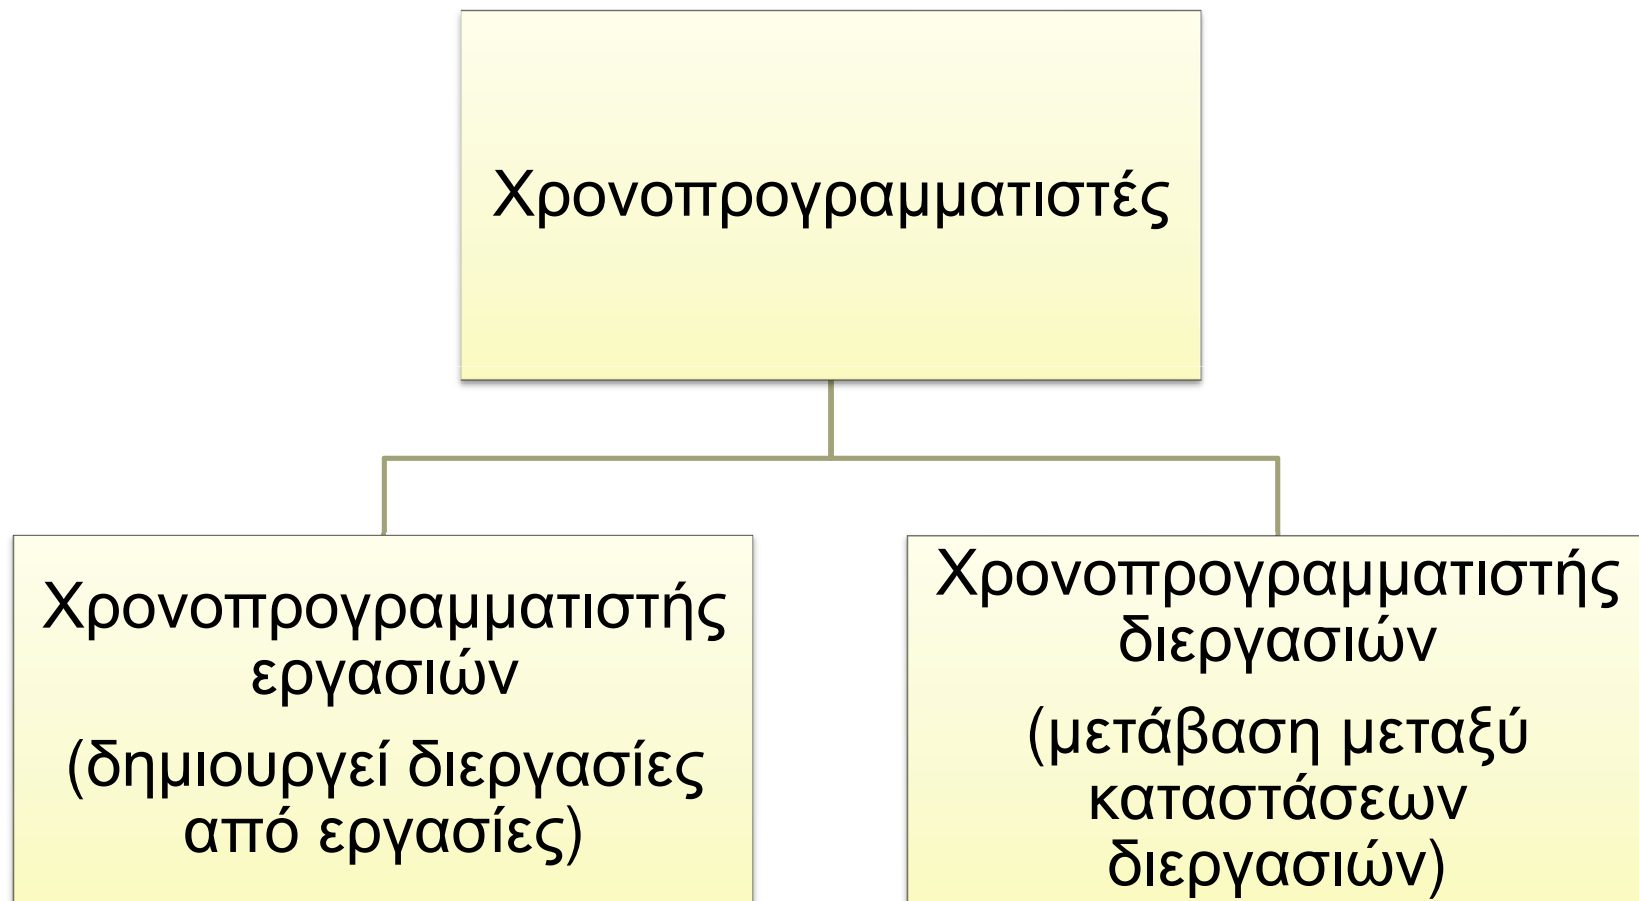 Χρονοπρογραμματιστές
Χρονοπρογραμματιστής
εργασιών
(δημιουργεί διεργασίες
από εργασίες)
Χρονοπρογραμματιστής
διεργασιών
(μετάβαση μεταξύ
καταστάσεων
διεργασιών)